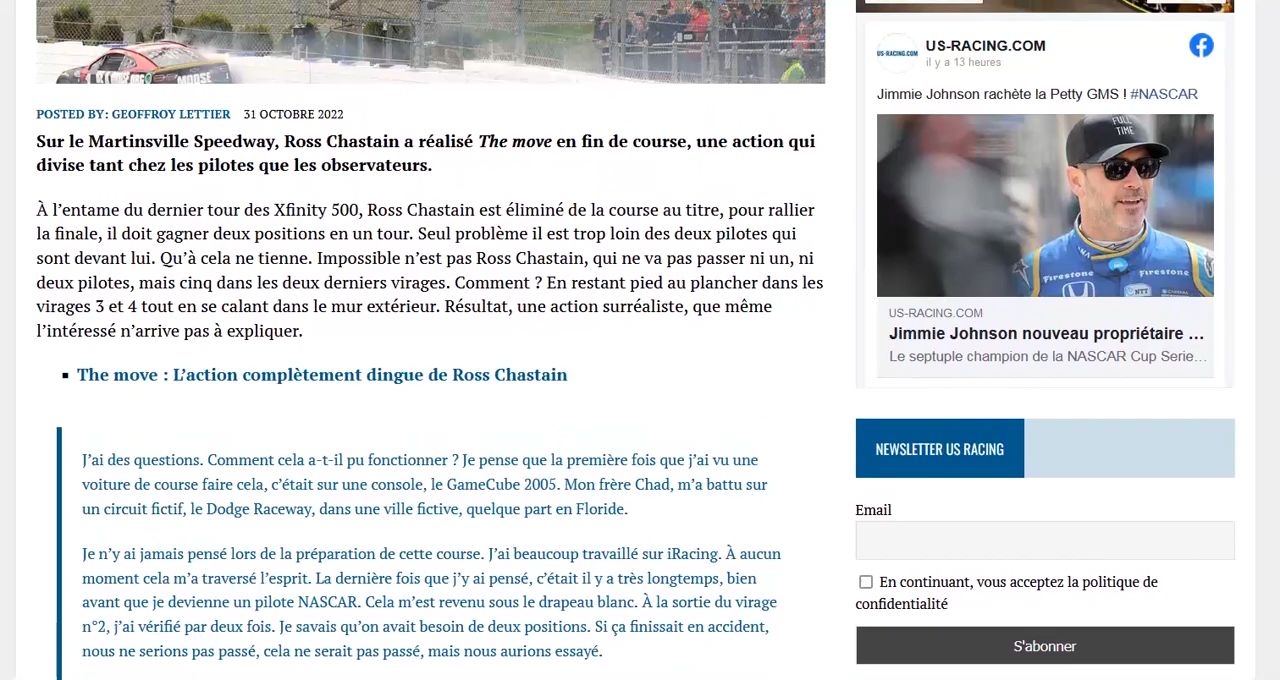 MOOSE
POSTED BY: GEOFFROY LETTIER 31 OCTOBRE 2022
Sur le Martinsville Speedway, Ross Chastain a réalisé The move en fin de course, une action qui
divise tant chez les pilotes que les observateurs.
À l’entame du dernier tour des Xfinity 500, Ross Chastain est éliminé de la course au titre, pour rallier
la finale, il doit gagner deux positions en un tour. Seul problème il est trop loin des deux pilotes qui
sont devant lui. Qu’à cela ne tienne. Impossible n’est pas Ross Chastain, qui ne va pas passer ni un, ni
deux pilotes, mais cinq dans les deux derniers virages. Comment ? En restant pied au plancher dans les
virages 3 et 4 tout en se calant dans le mur extérieur. Résultat, une action surréaliste, que même
l’intéressé n’arrive pas à expliquer.
The move : L’action complètement dingue de Ross Chastain
J’ai des questions. Comment cela a-t-il pu fonctionner ? Je pense que la première fois que j’ai vu une
voiture de course faire cela, c’était sur une console, le GameCube 2005. Mon frère Chad, m’a battu sur
un circuit fictif, le Dodge Raceway, dans une ville fictive, quelque part en Floride.
Je n’y ai jamais pensé lors de la préparation de cette course. J’ai beaucoup travaillé sur iRacing. À aucun
moment cela m’a traversé l’esprit. La dernière fois que j’y ai pensé, c’était il y a très longtemps, bien
avant que je devienne un pilote NASCAR. Cela m’est revenu sous le drapeau blanc. À la sortie du virage
n°2, j’ai vérifié par deux fois. Je savais qu’on avait besoin de deux positions. Si ça finissait en accident,
nous ne serions pas passé, cela ne serait pas passé, mais nous aurions essayé.
US-RACING.COM
US-RACING.COM
il y a 13 heures
Jimmie Johnson rachète la Petty GMS ! #NASCAR
FULL
TIME
Firestone
Firestone
NTT
US-RACING.COM
Jimmie Johnson nouveau propriétaire ...
Le septuple champion de la NASCAR Cup Serie...
NEWSLETTER US RACING
Email
En continuant, vous acceptez la politique de
confidentialité
S'abonner